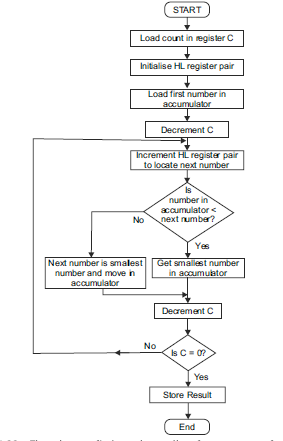 START
Load count in register C
Initialise HL register pair
Load first number in
accumulator
Decrement C
Increment HL register pair
to locate next number
Is
number in
accumulator <
next number?
No
Yes
Next number is smallest
number and move in
accumulator
Get smallest number
in accumulator
Decrement C
No
Is C = 0?
Yes
Store Result
End